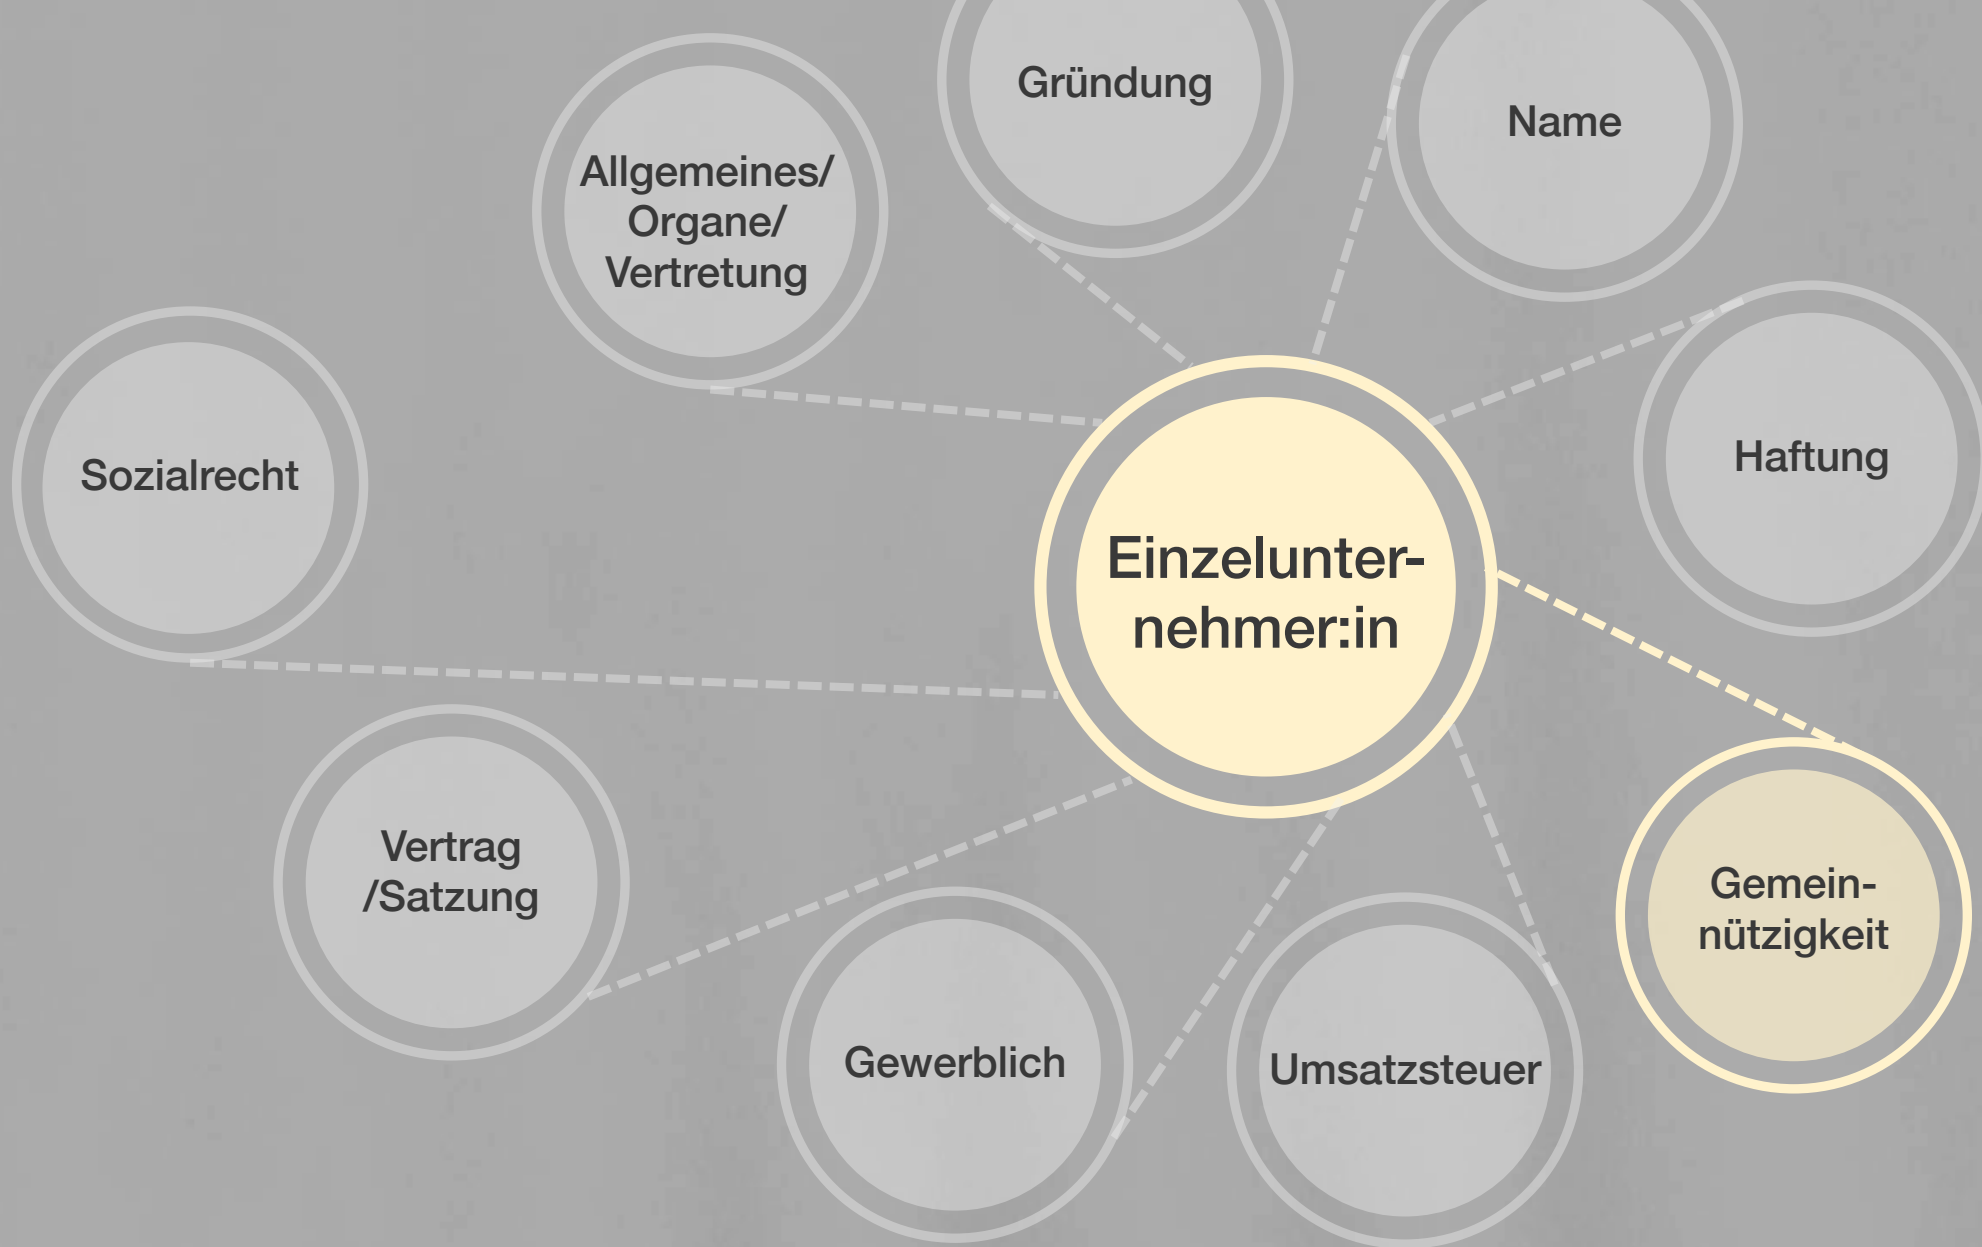 Gründung
Name
Allgemeines/
Organe/
Vertretung
Haftung
Sozialrecht
Einzelunter-
nehmer:in
Vertrag
/Satzung
Gemein-
nützigkeit
Gewerblich
Umsatzsteuer